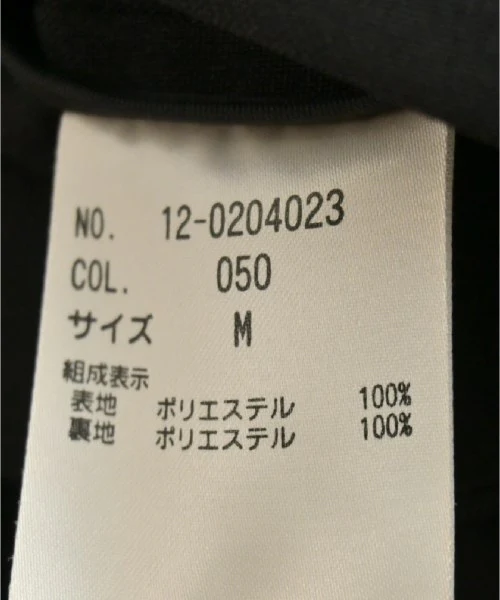 NO. 12-0204023
COL. 050
サイズ M
組成表示
表地 ポリエステル 100%
裏地 ポリエステル 100%